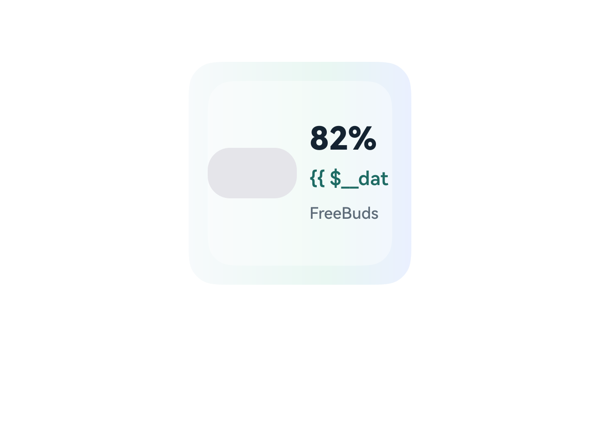 82%
{{ $__dat
FreeBuds